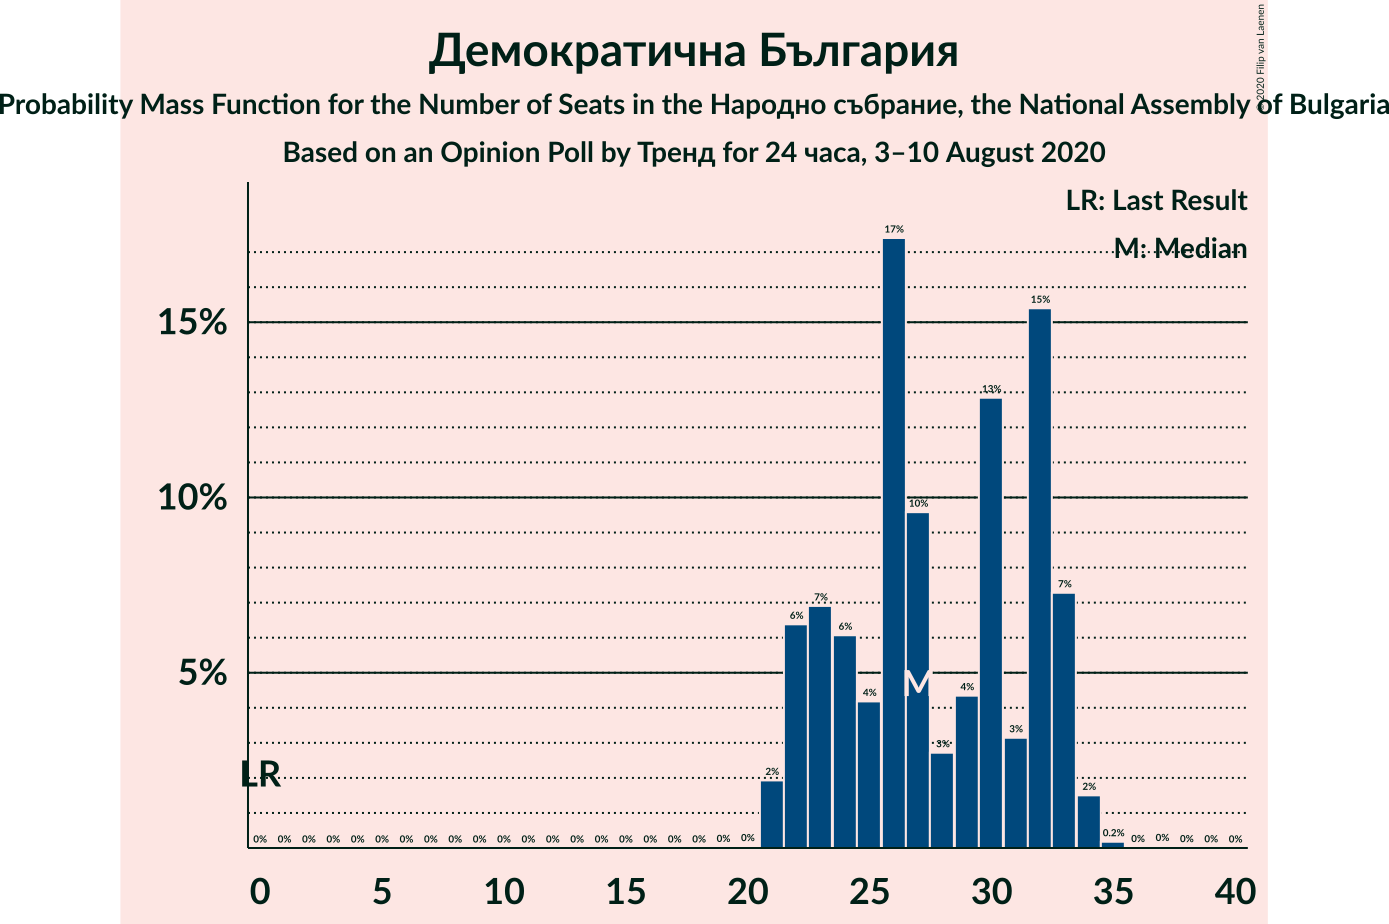 Демократична България
Probability Mass Function for the Number of Seats in the Народно събрание, the National Assembly of Bulgaria
Based on an Opinion Poll by Тренд for 24 часа, 3–10 August 2020
© 2020 Filip van Laenen
LR: Last Result
M: Median
17%
15%
15%
13%
10%
10%
7%
7%
6%
6%
5%
M
4%
4%
3%
3%
LR
2%
2%
0.2%
0% 0% 0% 0% 0% 0% 0% 0% 0% 0% 0% 0% 0% 0% 0% 0% 0% 0% 0% 0% 0% 0% 0% 0% 0% 0%
0 5 10 15 20 25 30 35 40